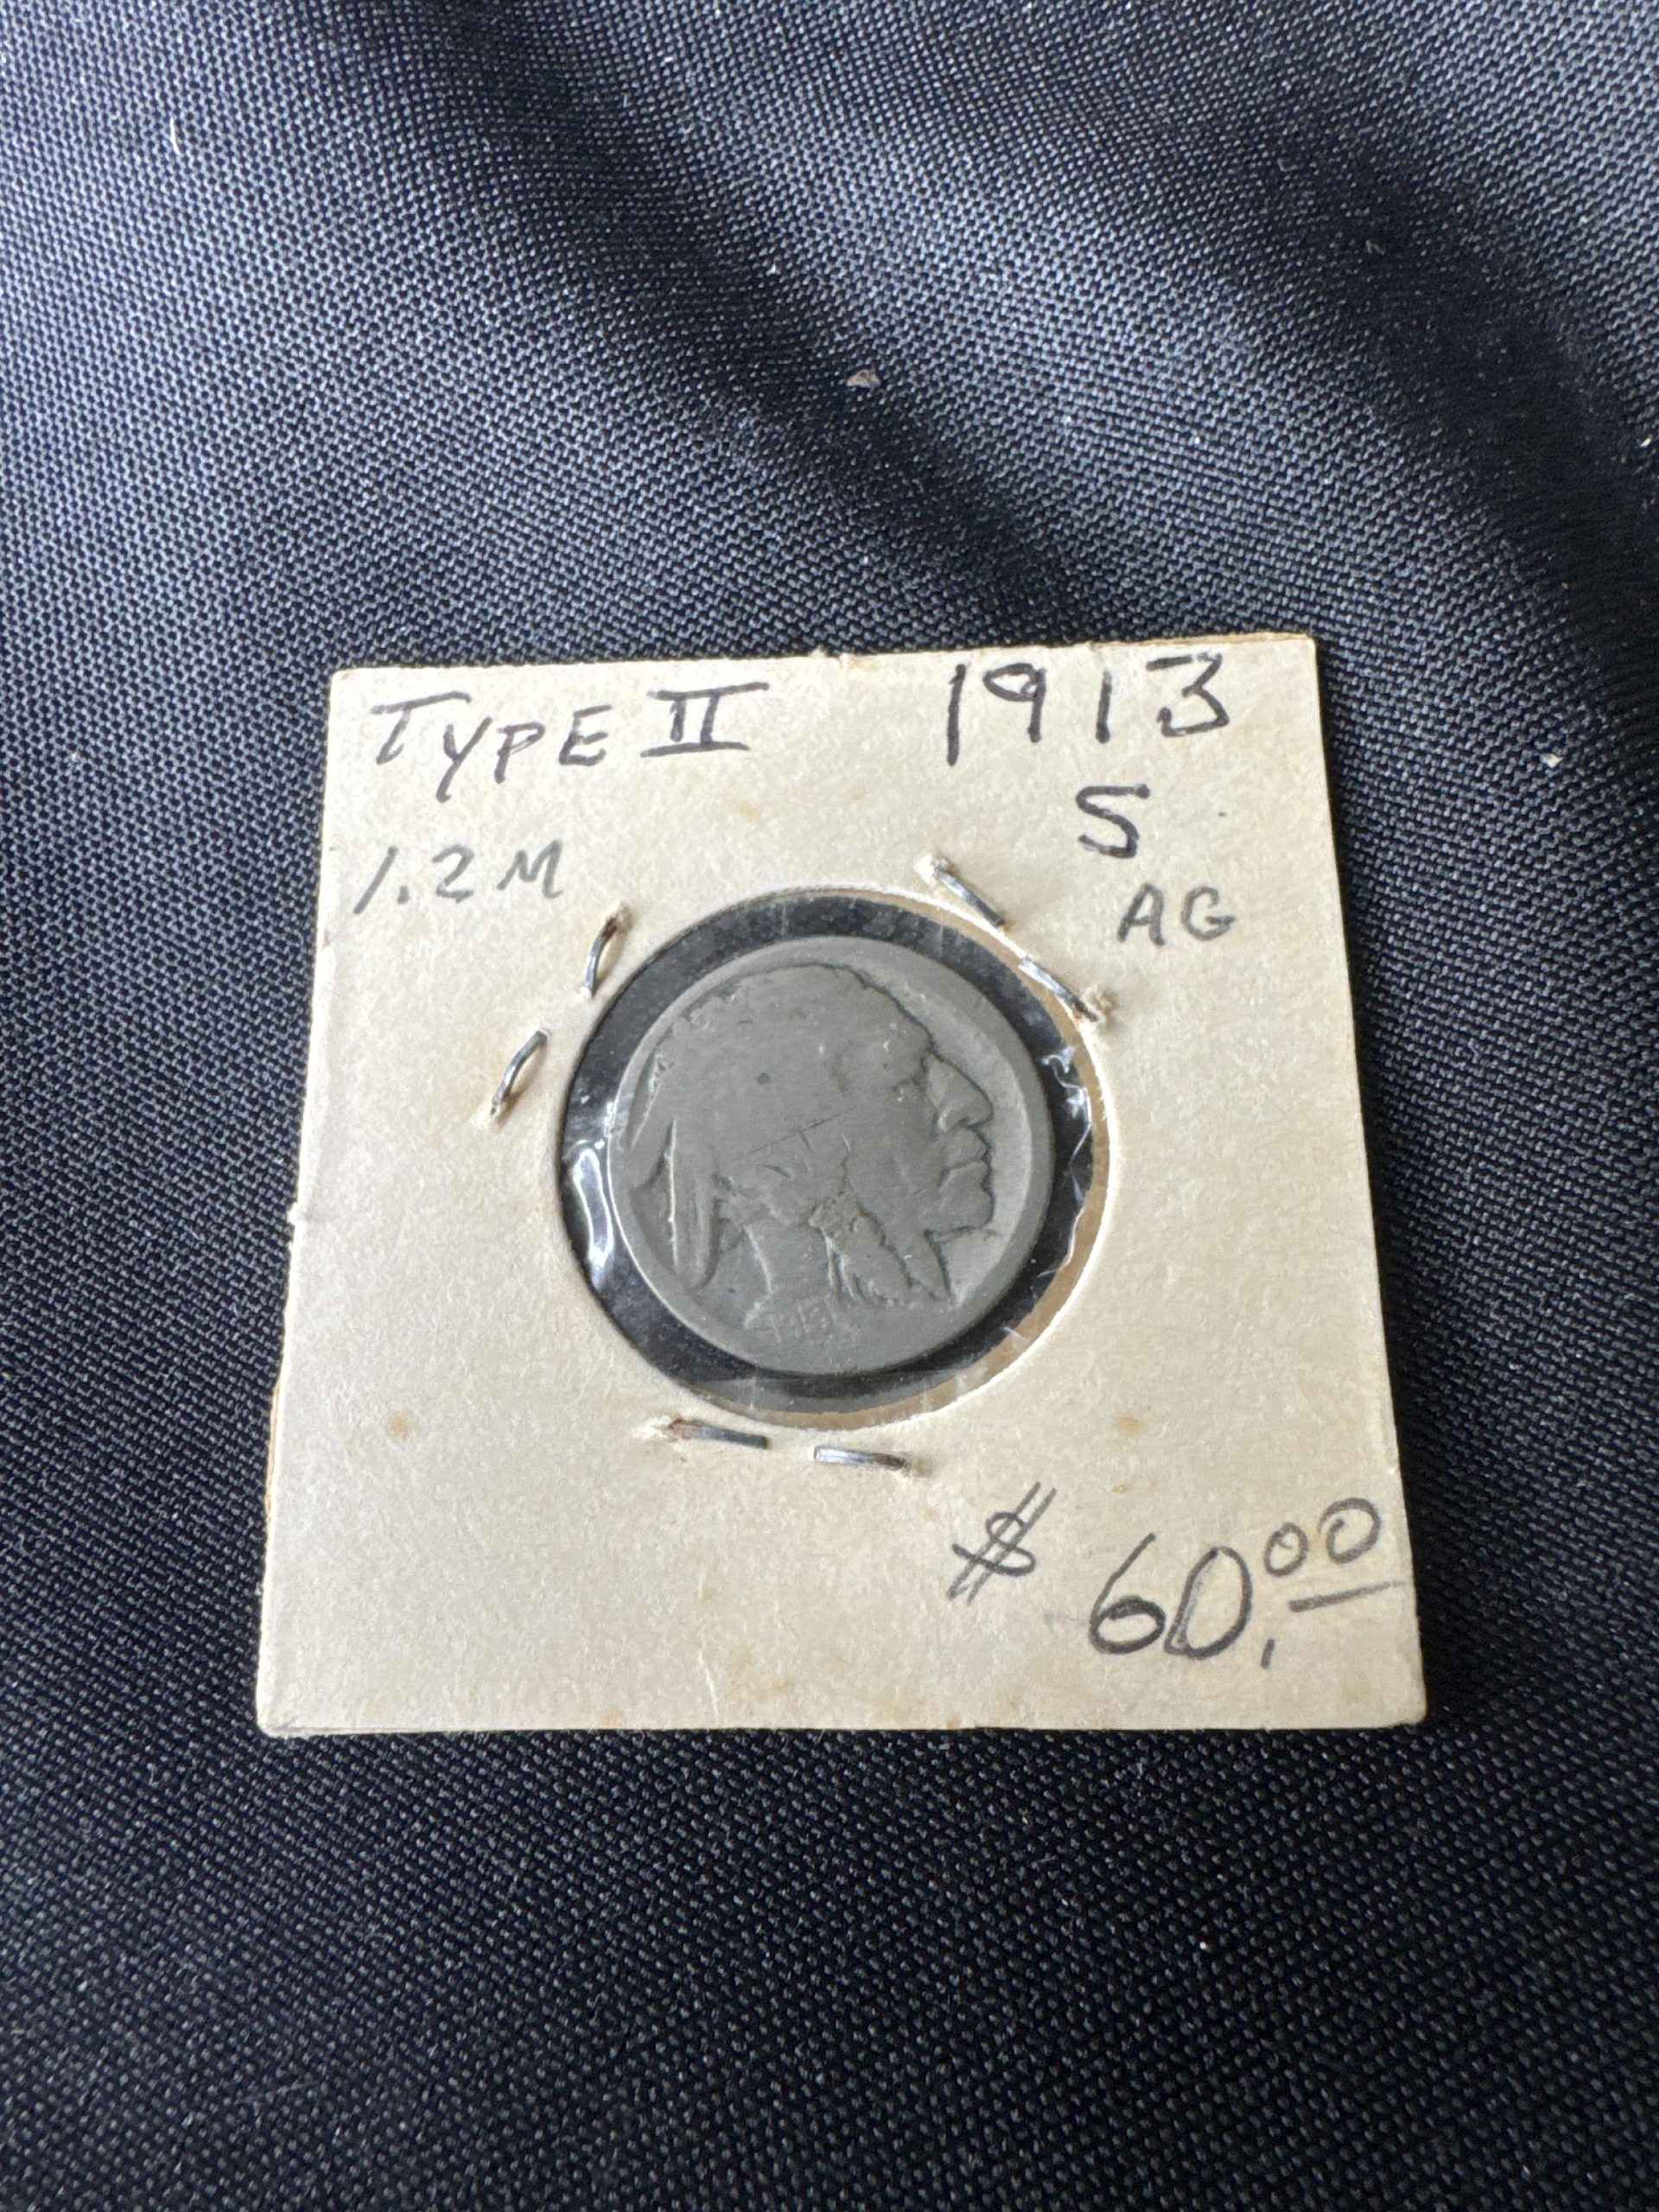 TYPE II 1913
S
1.2M
AG
$ 60.00